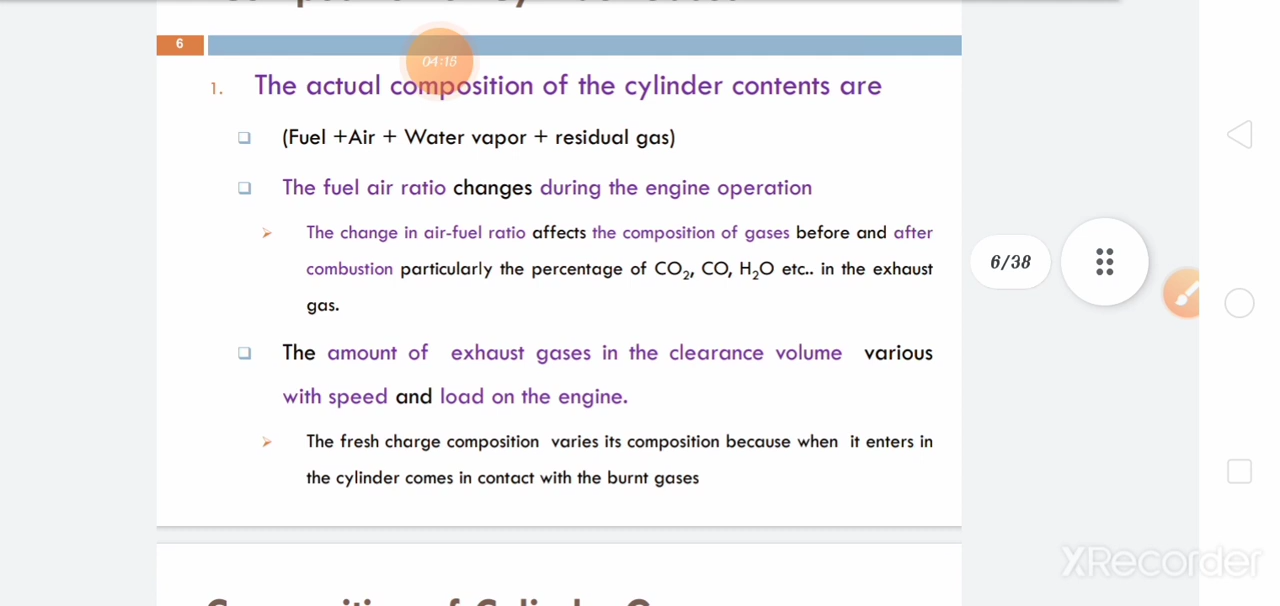 6
04:15
1. The actual composition of the cylinder contents are
(Fuel +Air + Water vapor + residual gas)
The fuel air ratio changes during the engine operation
The change in air-fuel ratio affects the composition of gases before and after
combustion particularly the percentage of CO2, CO, H2O etc.. in the exhaust
gas.
6/38
The amount of exhaust gases in the clearance volume various
with speed and load on the engine.
The fresh charge composition varies its composition because when it enters in
the cylinder comes in contact with the burnt gases
XRecorder